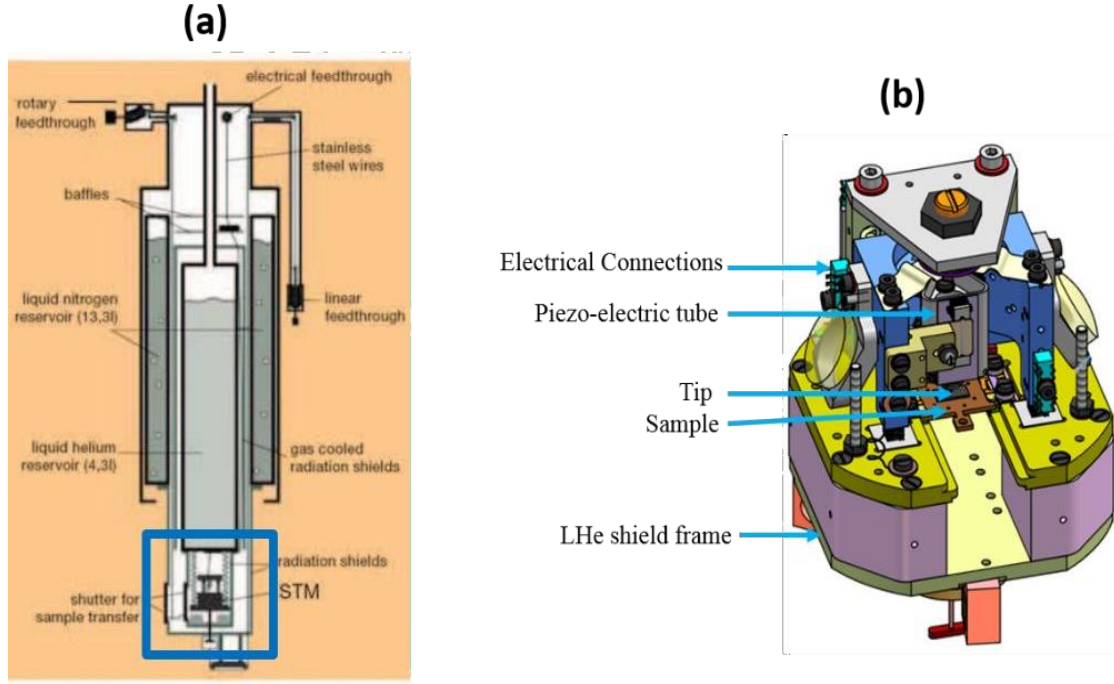 (a)
electrical feedthrough
rotary
feedthrough
stainless
steel wires
baffles
liquid nitrogen
reservoir (13,3l)
linear
feedthrough
liquid helium
reservoir (4,3l)
gas cooled
radiation shields
radiation shields
shutter for
sample transfer
STM
(b)
Electrical Connections
Piezo-electric tube
Tip
Sample
LHe shield frame